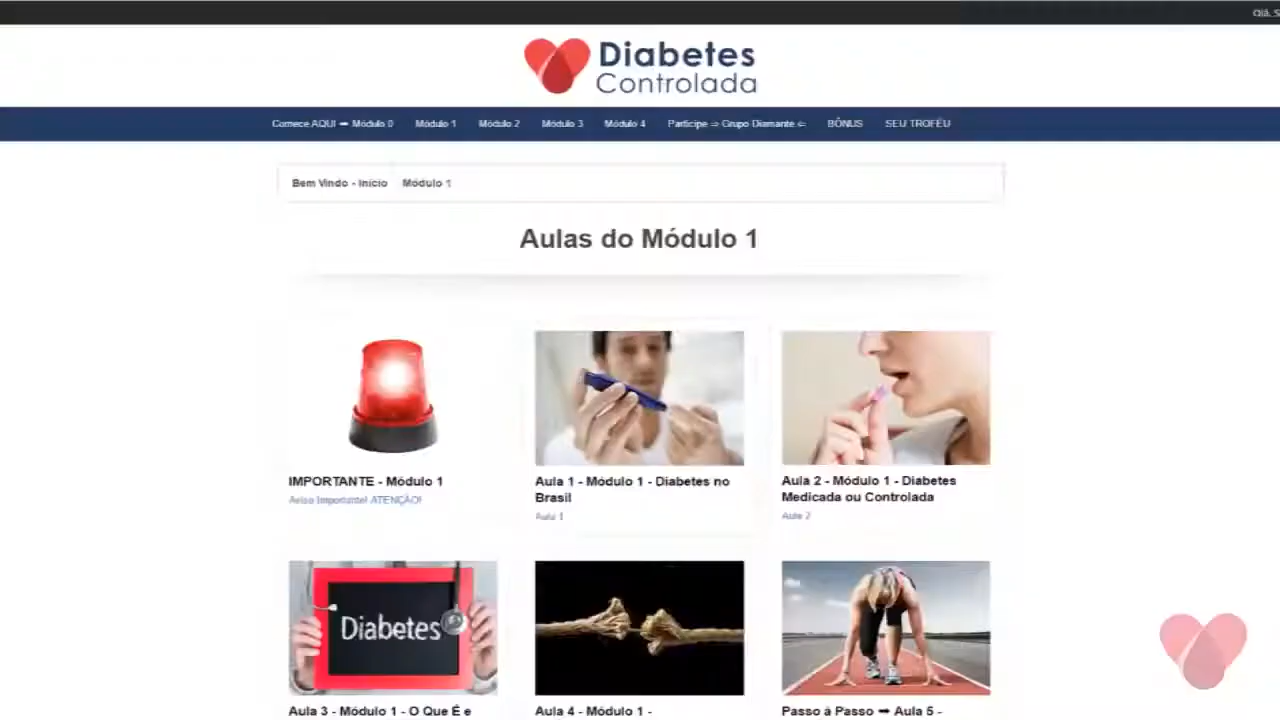 Olá, S
Diabetes
Controlada
Comece AQUI ➡ Módulo 0 Módulo 1 Módulo 2 Módulo 3 Módulo 4 Participe ⇨ Grupo Diamante ⇦ BÔNUS SEU TROFÉU
Bem Vindo - Início Módulo 1
Aulas do Módulo 1
IMPORTANTE - Módulo 1
Aviso Importante! ATENÇÃO!
Aula 1 - Módulo 1 - Diabetes no
Brasil
Aula 1
Aula 2 - Módulo 1 - Diabetes
Medicada ou Controlada
Aula 2
Diabetes
Aula 3 - Módulo 1 - O Que É e
Aula 4 - Módulo 1 -
Passo à Passo ➡ Aula 5 -